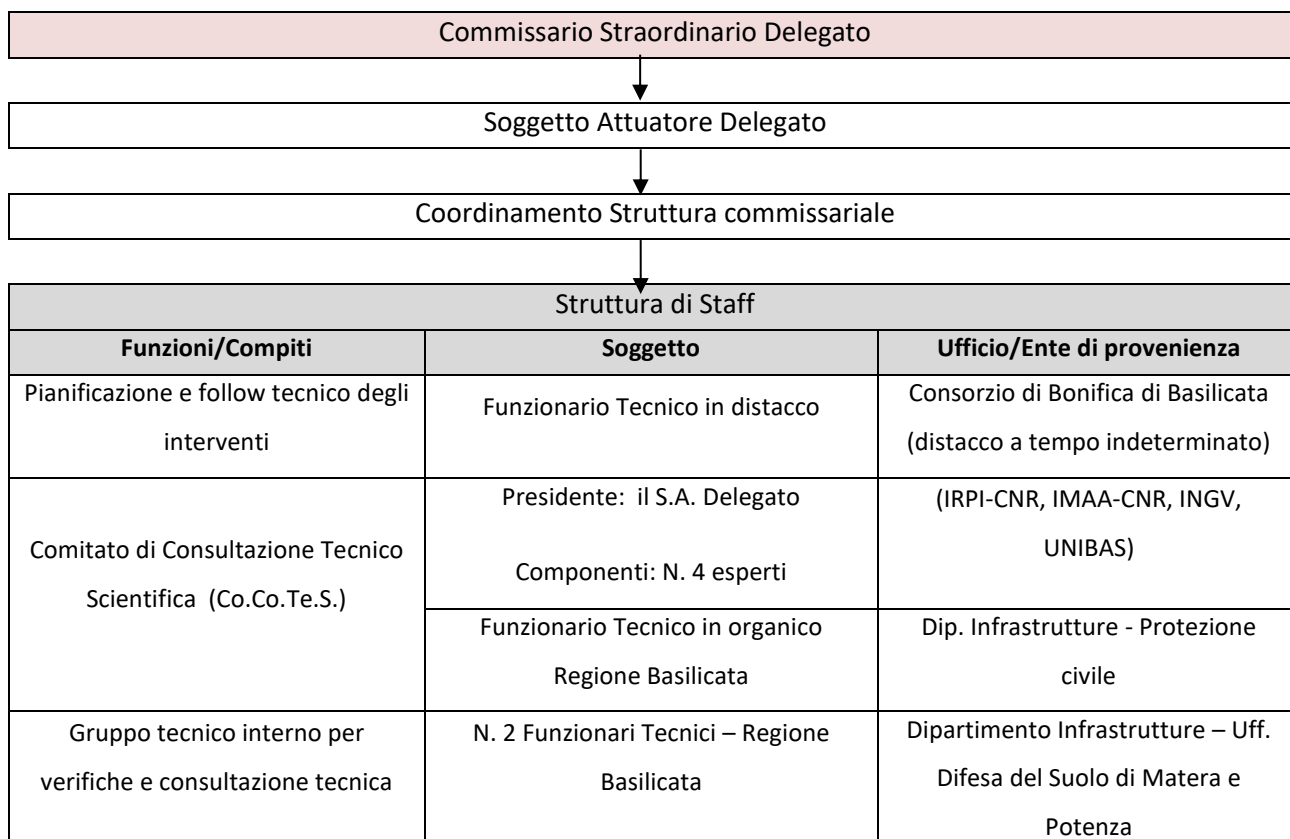 Commissario Straordinario Delegato
Soggetto Attuatore Delegato
Coordinamento Struttura commissariale
Struttura di Staff
Funzioni/Compiti
Soggetto
Ufficio/Ente di provenienza
Pianificazione e follow tecnico degli
interventi
Funzionario Tecnico in distacco
Consorzio di Bonifica di Basilicata
(distacco a tempo indeterminato)
Comitato di Consultazione Tecnico
Scientifica (Co.Co.Te.S.)
Presidente: il S.A. Delegato
Componenti: N. 4 esperti
(IRPI-CNR, IMAA-CNR, INGV,
UNIBAS)
Funzionario Tecnico in organico
Regione Basilicata
Dip. Infrastrutture - Protezione
civile
Gruppo tecnico interno per
verifiche e consultazione tecnica
N. 2 Funzionari Tecnici – Regione
Basilicata
Dipartimento Infrastrutture – Uff.
Difesa del Suolo di Matera e
Potenza